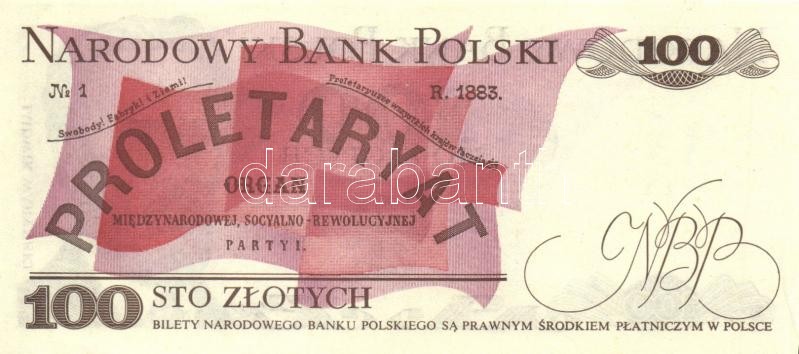 NARODOWY BANK POLSKI
100
№ 1
R. 1883.
Swobody! Fabryki i Ziemi!
Proletaryusze wszystkich krajów łączcie się
PROLETARYAT
ORGAN
MIĘDZYNARODOWEJ, SOCYALNO-REWOLUCYJNEJ
PARTYI.
darabanth
NBP
100 STO ZŁOTYCH
BILETY NARODOWEGO BANKU POLSKIEGO SĄ PRAWNYM ŚRODKIEM PŁATNICZYM W POLSCE